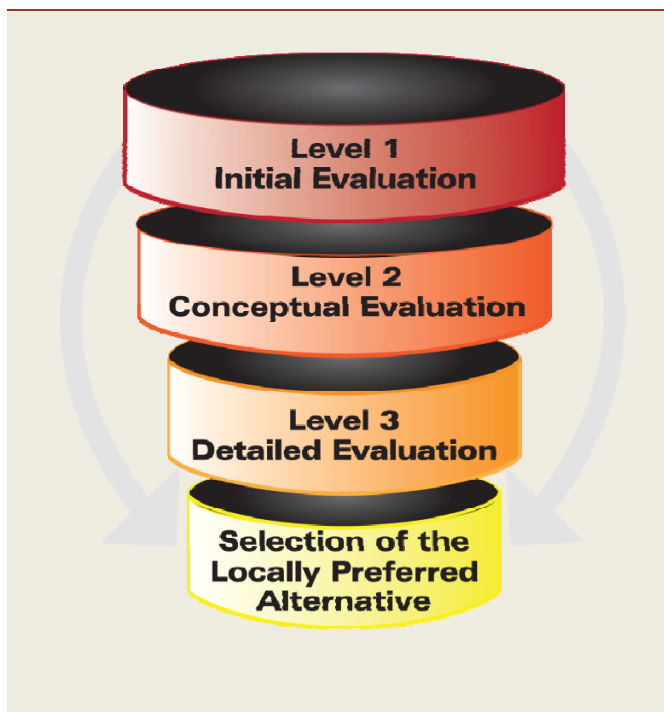 Level 1
Initial Evaluation
Level 2
Conceptual Evaluation
Level 3
Detailed Evaluation
Selection of the
Locally Preferred
Alternative